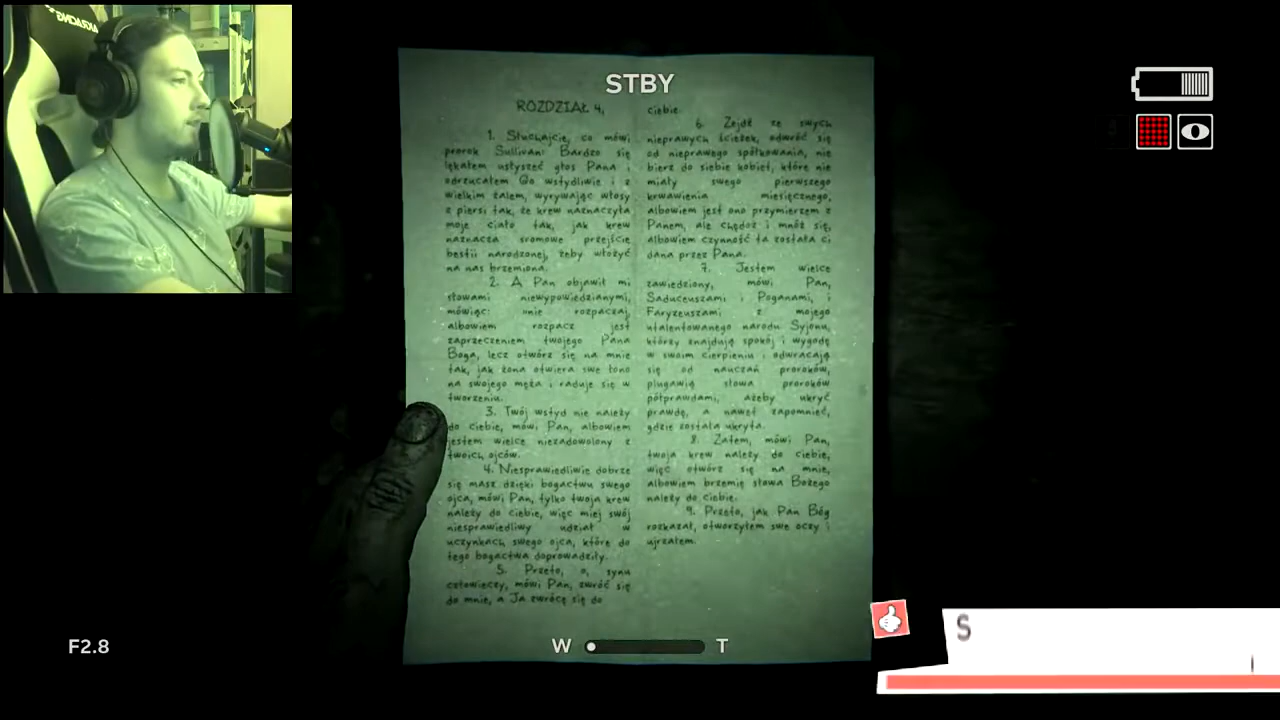 STBY
ROZDZIAŁ 4,
1. Słuchajcie, co mówi
prorok Sullivan: Bardzo się
lękałem usłyszeć głos Pana i
odrzucałem Go wstydliwie i z
wielkim żalem, wyrywając włosy
z piersi tak, że krew naznaczyła
moje ciało tak, jak krew
naznacza sromowe przejście
bestii narodzonej, żeby włożyć
na nas brzemiona.
2. A Pan objawił mi
słowami niewypowiedzianymi,
mówiąc: nie rozpaczaj,
albowiem rozpacz jest
zaprzeczeniem twojego Pana
Boga, lecz otwórz się na mnie
tak, jak żona otwiera swe łono
na swojego męża i raduje się w
tworzeniu.
3. Twój wstyd nie należy
do ciebie, mówi Pan, albowiem
jestem wielce niezadowolony z
twoich ojców.
4. Niesprawiedliwie dobrze
się masz dzięki bogactwu swego
ojca, mówi Pan, tylko twoja krew
należy do ciebie, więc miej swój
niesprawiedliwy udział w
uczynkach swego ojca, które do
tego bogactwa doprowadziły.
5. Przeto, o, synu
człowieczy, mówi Pan, zwróć się
do mnie, a Ja zwrócę się do
ciebie.
6. Zejdź ze swych
nieprawych ścieżek, odwróć się
od nieprawego spółkowania, nie
bierz do siebie kobiet, które nie
miały swego pierwszego
krwawienia miesięcznego,
albowiem jest ono przymierzem z
Panem, ale chędoż i mnóż się,
albowiem czynność ta została ci
dana przez Pana.
7. Jestem wielce
zawiedziony, mówi Pan,
Saduceuszami i Poganami, i
Faryzeuszami z mojego
utalentowanego narodu Syjonu,
którzy znajdują spokój i wygodę
w swoim cierpieniu i odwracają
się od nauczań proroków,
plugawią słowa proroków
półprawdami, ażeby ukryć
prawdę, a nawet zapomnieć,
gdzie została ukryta.
8. Zatem, mówi Pan,
twoja krew należy do ciebie,
więc otwórz się na mnie,
albowiem brzemię słowa Bożego
należy do ciebie.
9. Przeto, jak Pan Bóg
rozkazał, otworzyłem swe oczy i
ujrzałem.
F2.8
W T
S